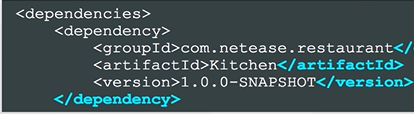 <dependencies>
<dependency>
<groupId>com.netease.restaurant</
<artifactId>Kitchen</artifactId>
<version>1.0.0-SNAPSHOT</version>
</dependency>